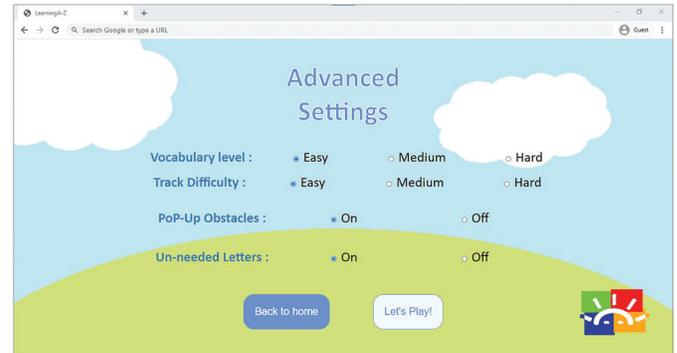 LearningA-Z
Search Google or type a URL
Guest
Advanced
Settings
Vocabulary level : Easy Medium Hard
Track Difficulty : Easy Medium Hard
PoP-Up Obstacles : On Off
Un-needed Letters : On Off
Back to home Let's Play!